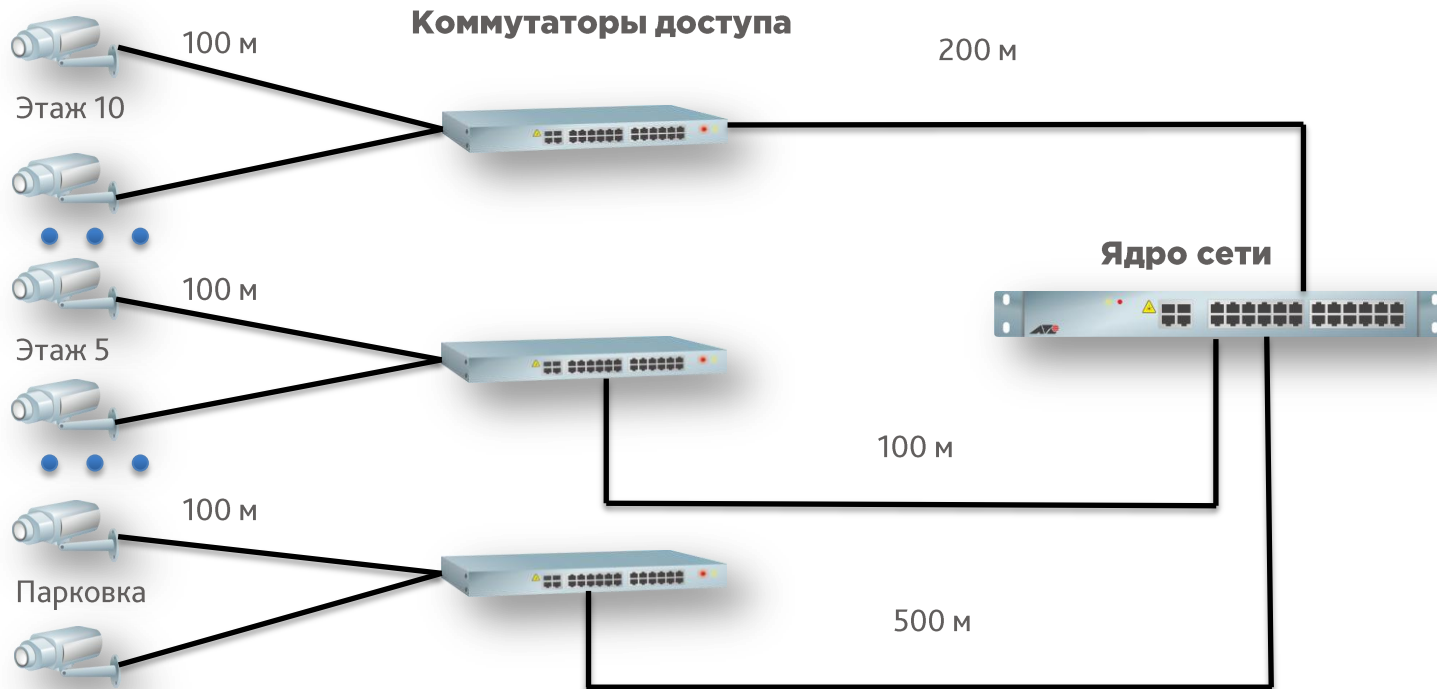 Коммутаторы доступа
100 м
200 м
Этаж 10
Ядро сети
100 м
Этаж 5
100 м
100 м
Парковка
500 м